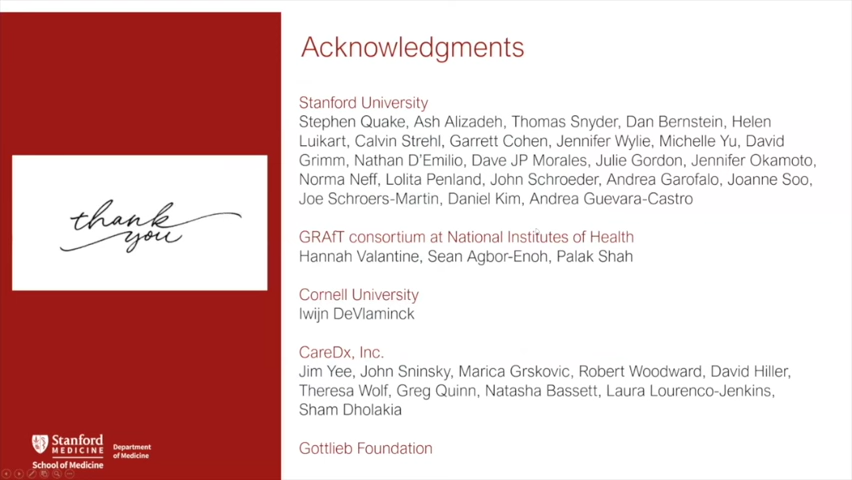 Acknowledgments
Stanford University
Stephen Quake, Ash Alizadeh, Thomas Snyder, Dan Bernstein, Helen
Luikart, Calvin Strehl, Garrett Cohen, Jennifer Wylie, Michelle Yu, David
Grimm, Nathan D'Emilio, Dave JP Morales, Julie Gordon, Jennifer Okamoto,
Norma Neff, Lolita Penland, John Schroeder, Andrea Garofalo, Joanne Soo,
Joe Schroers-Martin, Daniel Kim, Andrea Guevara-Castro
GRAfT consortium at National Institutes of Health
Hannah Valantine, Sean Agbor-Enoh, Palak Shah
Cornell University
Iwijn DeVlaminck
CareDx, Inc.
Jim Yee, John Sninsky, Marica Grskovic, Robert Woodward, David Hiller,
Theresa Wolf, Greg Quinn, Natasha Bassett, Laura Lourenco-Jenkins,
Sham Dholakia
Gottlieb Foundation
thank
you
Stanford
MEDICINE
School of Medicine
Department
of Medicine